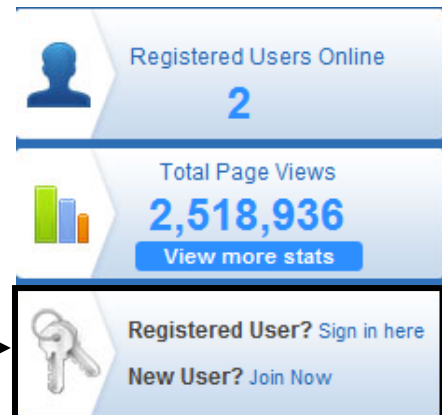 Registered Users Online
2
Total Page Views
2,518,936
View more stats
Registered User? Sign in here
New User? Join Now